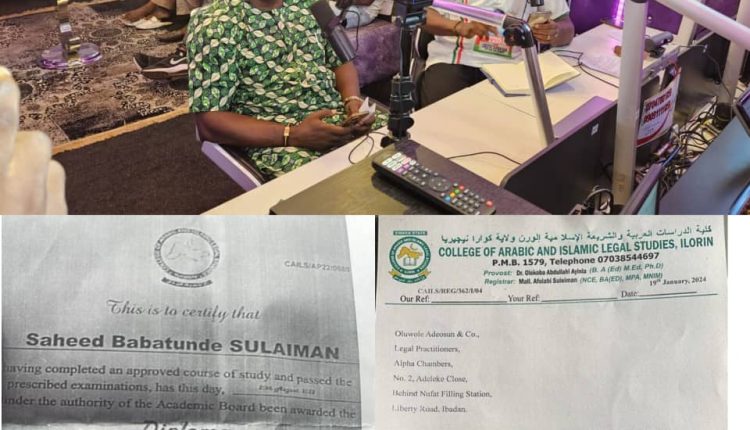 CAILS/AP22/
This is to certify that
Saheed Babatunde SULAIMAN
having completed an approved course of study and passed the
prescribed examinations, has this day,
under the authority of the Academic Board been awarded the
Diploma
كلية الدراسات العربية والشريعة الإسلامية إلورن ولاية كوارا نيجيريا
COLLEGE OF ARABIC AND ISLAMIC LEGAL STUDIES, ILORIN
P.M.B. 1579, Telephone 07038544697
Provost: Dr. Olokoba Abdullahi Ayinla (B. A (Ed) M.Ed, Ph.D)
Registrar: Mall. Afolabi Sulaiman (NCE, BA(ED), MPA, MNIM)
CAILS/REG/362/I/04 19th January, 2024
Our Ref: Your Ref: Date:
Oluwole Adeosun & Co.,
Legal Practitioners,
Alpha Chambers,
No. 2, Adeleke Close,
Behind Nufat Filling Station,
Liberty Road, Ibadan.